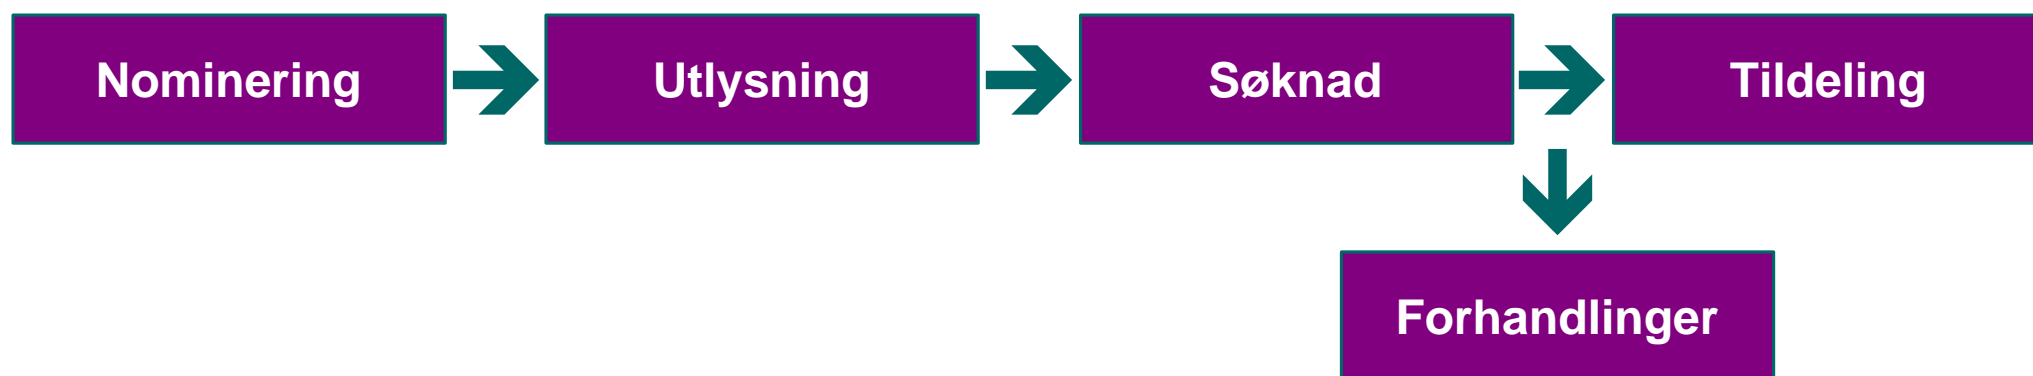 Nominering
Utlysning
Søknad
Tildeling
Forhandlinger